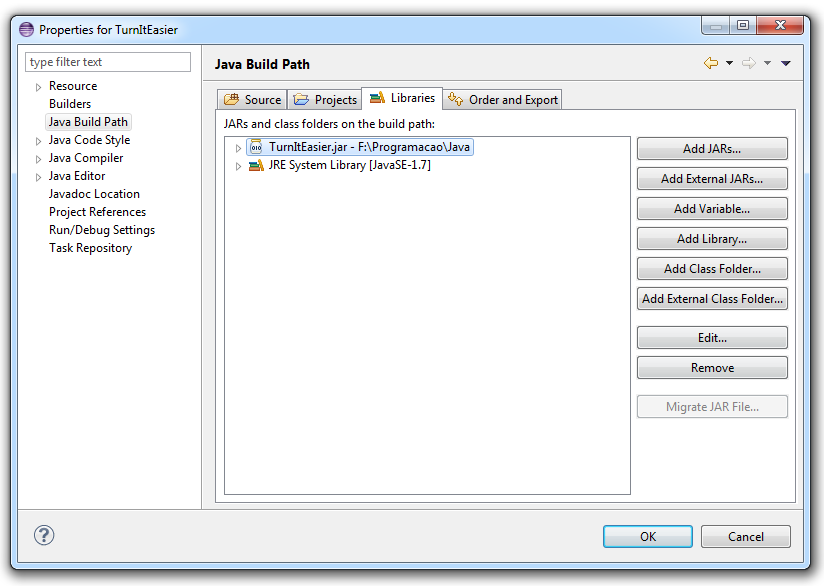 Properties for TurnItEasier
type filter text
Resource
Builders
Java Build Path
Java Code Style
Java Compiler
Java Editor
Javadoc Location
Project References
Run/Debug Settings
Task Repository
Java Build Path
Source Projects Libraries Order and Export
JARs and class folders on the build path:
TurnItEasier.jar - F:\Programacao\Java
JRE System Library [JavaSE-1.7]
Add JARs...
Add External JARs...
Add Variable...
Add Library...
Add Class Folder...
Add External Class Folder...
Edit...
Remove
Migrate JAR File...
?
OK Cancel